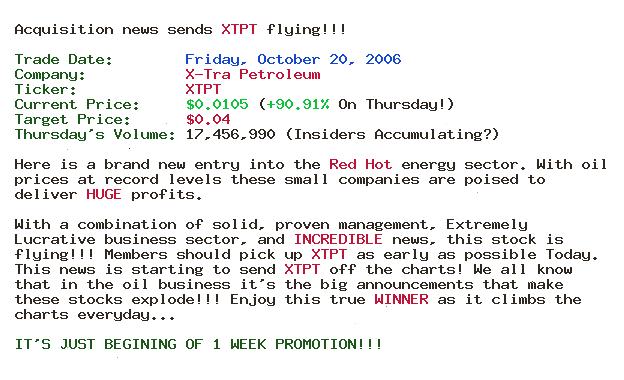 Acquisition news sends XTPT flying!!!
Trade Date: Friday, October 20, 2006
Company: X-Tra Petroleum
Ticker: XTPT
Current Price: $0.0105 (+90.91% On Thursday!)
Target Price: $0.04
Thursday's Volume: 17,456,990 (Insiders Accumulating?)
Here is a brand new entry into the Red Hot energy sector. With oil
prices at record levels these small companies are poised to
deliver HUGE profits.
With a combination of solid, proven management, Extremely
Lucrative business sector, and INCREDIBLE news, this stock is
flying!!! Members should pick up XTPT as early as possible Today.
This news is starting to send XTPT off the charts! We all know
that in the oil business it's the big announcements that make
these stocks explode!!! Enjoy this true WINNER as it climbs the
charts everyday...
IT'S JUST BEGINING OF 1 WEEK PROMOTION!!!